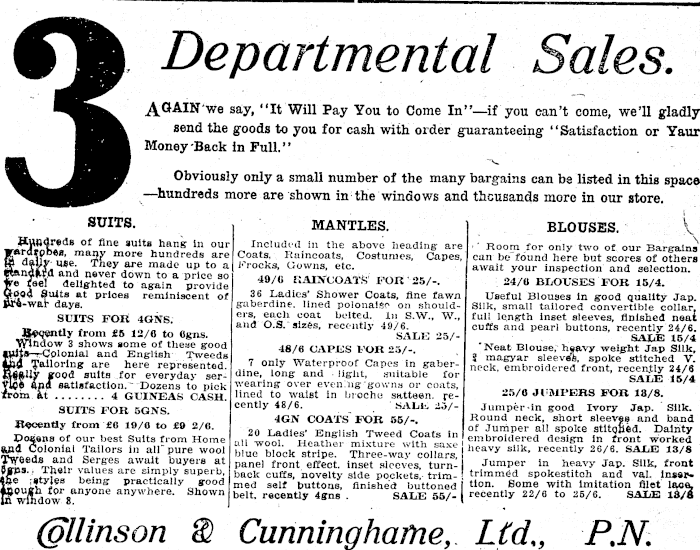 3 Departmental Sales.
AGAIN we say, "It Will Pay You to Come In"—if you can't come, we'll gladly
send the goods to you for cash with order guaranteeing "Satisfaction or Your
Money Back in Full."
Obviously only a small number of the many bargains can be listed in this space
—hundreds more are shown in the windows and thousands more in our store.
SUITS.
Hundreds of fine suits hang in our
wardrobes, many more hundreds are
in daily use. They are made up to a
standard and never down to a price so
we feel delighted to again provide
Good Suits at prices reminiscent of
pre-war days.
SUITS FOR 4GNS.
Recently from £5 12/6 to 6gns.
Window 3 shows some of these good
suits—Colonial and English Tweeds
and Tailoring are here represented.
Really good suits for everyday ser-
vice and satisfaction. Dozens to pick
from at ........ 4 GUINEAS CASH.
SUITS FOR 5GNS.
Recently from £6 19/6 to £9 2/6.
Dozens of our best Suits from Home
and Colonial Tailors in all pure wool
Tweeds and Serges await buyers at
5gns. Their values are simply superb,
the styles being practically good
enough for anyone anywhere. Shown
in window 3.
MANTLES.
Included in the above heading are
Coats, Raincoats, Costumes, Capes,
Frocks, Gowns, etc.
49/6 RAINCOATS FOR 25/-.
36 Ladies' Shower Coats, fine fawn
gaberdine, lined polonaise on should-
ers, each coat belted. In S.W., W.,
and O.S. sizes, recently 49/6.
SALE 25/-
48/6 CAPES FOR 25/-.
7 only Waterproof Capes in gaber-
dine, long and light, suitable for
wearing over evening gowns or coats,
lined to waist in broche satteen, re-
cently 48/6. SALE 25/-
4GN COATS FOR 55/-.
20 Ladies' English Tweed Coats in
all wool. Heather mixture with saxe
blue block stripe. Three-way collars,
panel front effect. inset sleeves, turn-
back cuffs, novelty side pockets, trim-
med self buttons, finished buttoned
belt, recently 4gns. SALE 55/-
BLOUSES.
Room for only two of our Bargains
can be found here but scores of others
await your inspection and selection.
24/6 BLOUSES FOR 15/4.
Useful Blouses in good quality Jap.
Silk, small tailored convertible collar,
full length inset sleeves, finished neat
cuffs and pearl buttons, recently 24/6.
SALE 15/4
Neat Blouse, heavy weight Jap Silk,
¾ magyar sleeves, spoke stitched V.
neck, embroidered front, recently 24/6
SALE 15/4
25/6 JUMPERS FOR 13/8.
Jumper in good Ivory Jap. Silk.
Round neck, short sleeves and band
of Jumper all spoke stitched. Dainty
embroidered design in front worked
heavy silk, recently 26/6. SALE 13/8
Jumper in heavy Jap. Silk, front
trimmed spokestitch and val. inser-
tion. Some with imitation filet lace,
recently 22/6 to 25/6. SALE 13/8
Collinson & Cunninghame, Ltd., P.N.